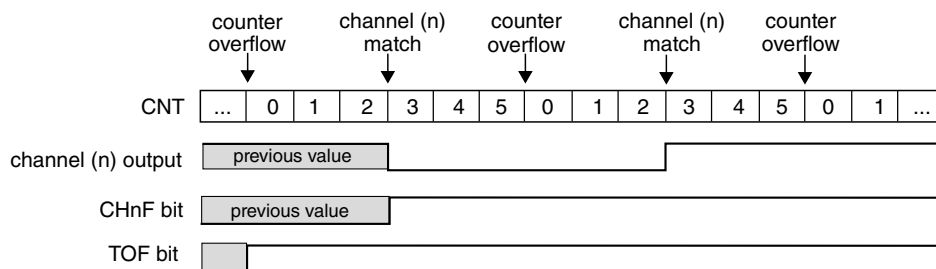 counter overflow
channel (n) match
counter overflow
channel (n) match
counter overflow
CNT ... 0 1 2 3 4 5 0 1 2 3 4 5 0 1 ...
channel (n) output previous value
CHnF bit previous value
TOF bit